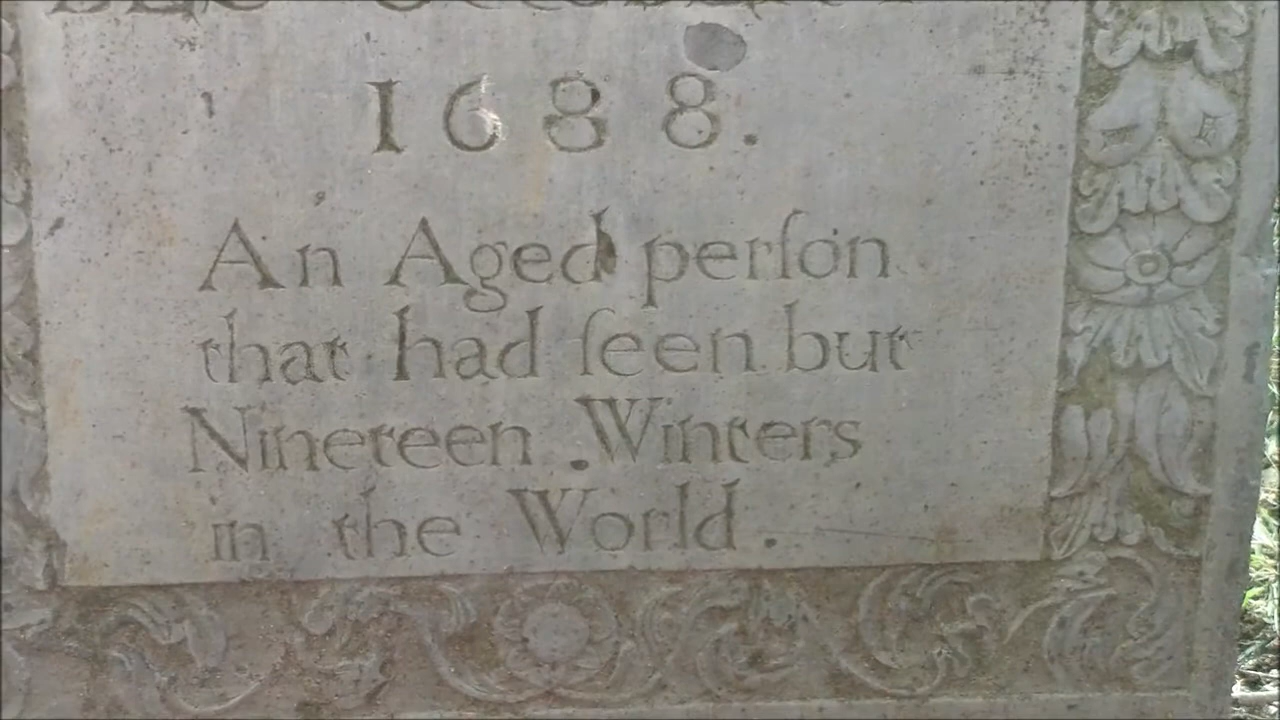 1688.
An Aged perſon
that had ſeen but
Nineteen Winters
in the World.